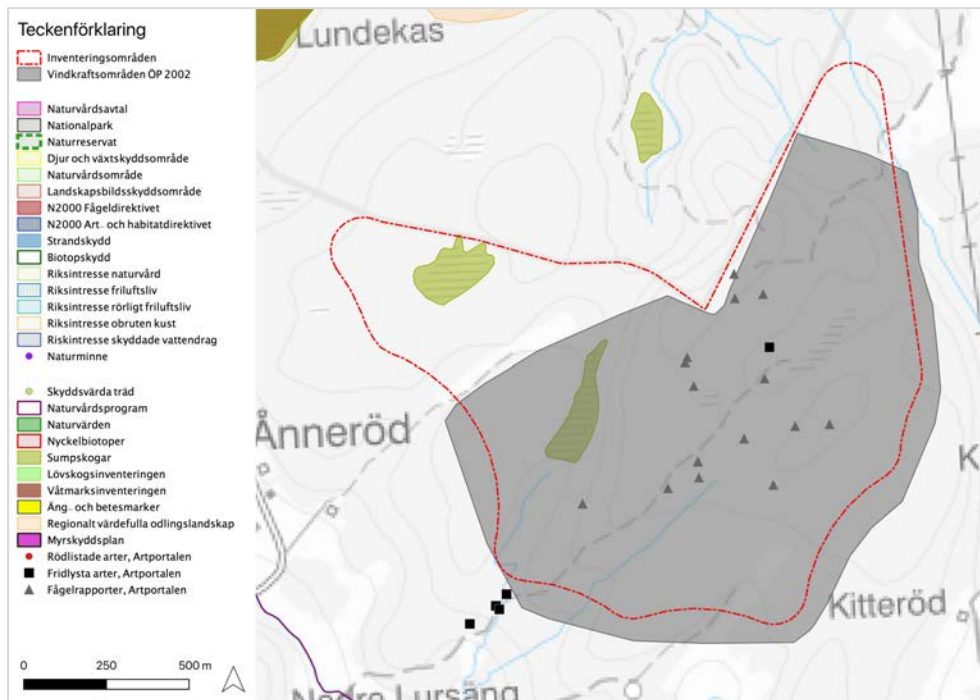 Teckenförklaring
Inventeringsområden
Vindkraftsområden ÖP 2002
Naturvårdsavtal
Nationalpark
Naturreservat
Djur och växtskyddsområde
Naturvårdsområde
Landskapsbildsskyddsområde
N2000 Fågeldirektivet
N2000 Art- och habitatdirektivet
Strandskydd
Biotopskydd
Riksintresse naturvård
Riksintresse friluftsliv
Riksintresse rörligt friluftsliv
Riksintresse obruten kust
Riskintresse skyddade vattendrag
Naturminne
Skyddsvärda träd
Naturvårdsprogram
Naturvärden
Nyckelbiotoper
Sumpskogar
Lövskogsinventeringen
Våtmarksinventeringen
Äng- och betesmarker
Regionalt värdefulla odlingslandskap
Myrskyddsplan
Rödlistade arter, Artportalen
Fridlysta arter, Artportalen
Fågelrapporter, Artportalen
0 250 500 m
Lundekas
Ånneröd
K
Kitteröd
Nedre Lursäng